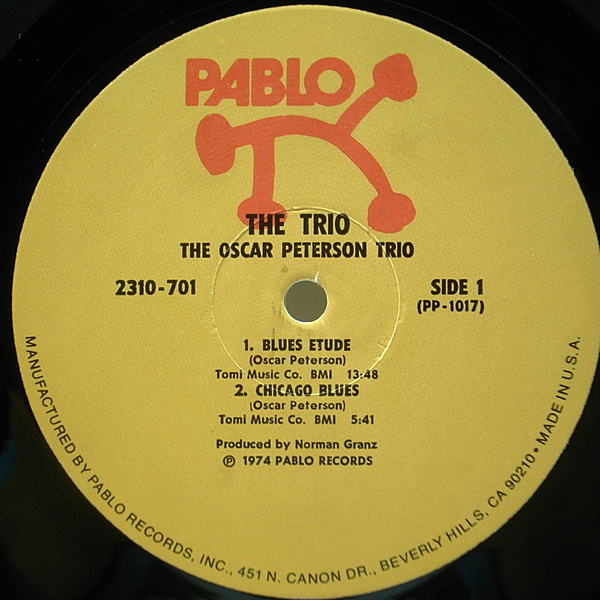 PABLO
THE TRIO
THE OSCAR PETERSON TRIO
2310-701
SIDE 1
(PP-1017)
1. BLUES ETUDE
(Oscar Peterson)
Tomi Music Co. BMI 13:48
2. CHICAGO BLUES
(Oscar Peterson)
Tomi Music Co. BMI 5:41
Produced by Norman Granz
℗ 1974 PABLO RECORDS
MANUFACTURED BY PABLO RECORDS, INC., 451 N. CANON DR., BEVERLY HILLS, CA 90210 • MADE IN U.S.A.